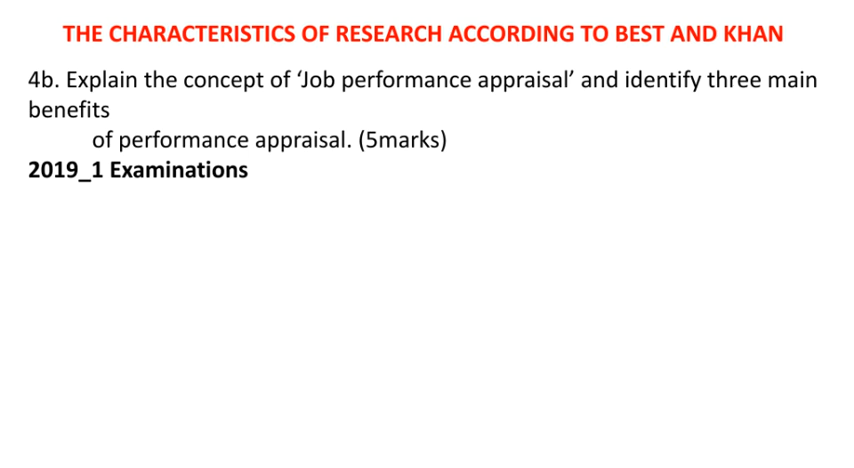 THE CHARACTERISTICS OF RESEARCH ACCORDING TO BEST AND KHAN
4b. Explain the concept of ‘Job performance appraisal’ and identify three main
benefits
of performance appraisal. (5marks)
2019_1 Examinations